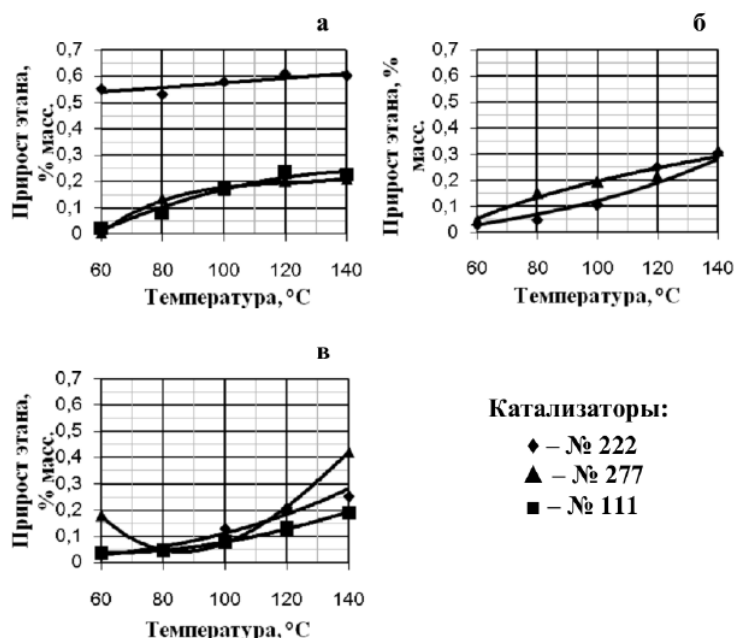 а
0,7
0,6
0,5
0,4
0,3
0,2
0,1
0
Прирост этана,
% масс.
60 80 100 120 140
Температура, °С
б
0,7
0,6
0,5
0,4
0,3
0,2
0,1
0
Прирост этана, %
масс.
60 80 100 120 140
Температура, °С
в
0,7
0,6
0,5
0,4
0,3
0,2
0,1
0
Прирост этана,
% масс.
60 80 100 120 140
Температура, °С
Катализаторы:
♦ – № 222
▲ – № 277
■ – № 111